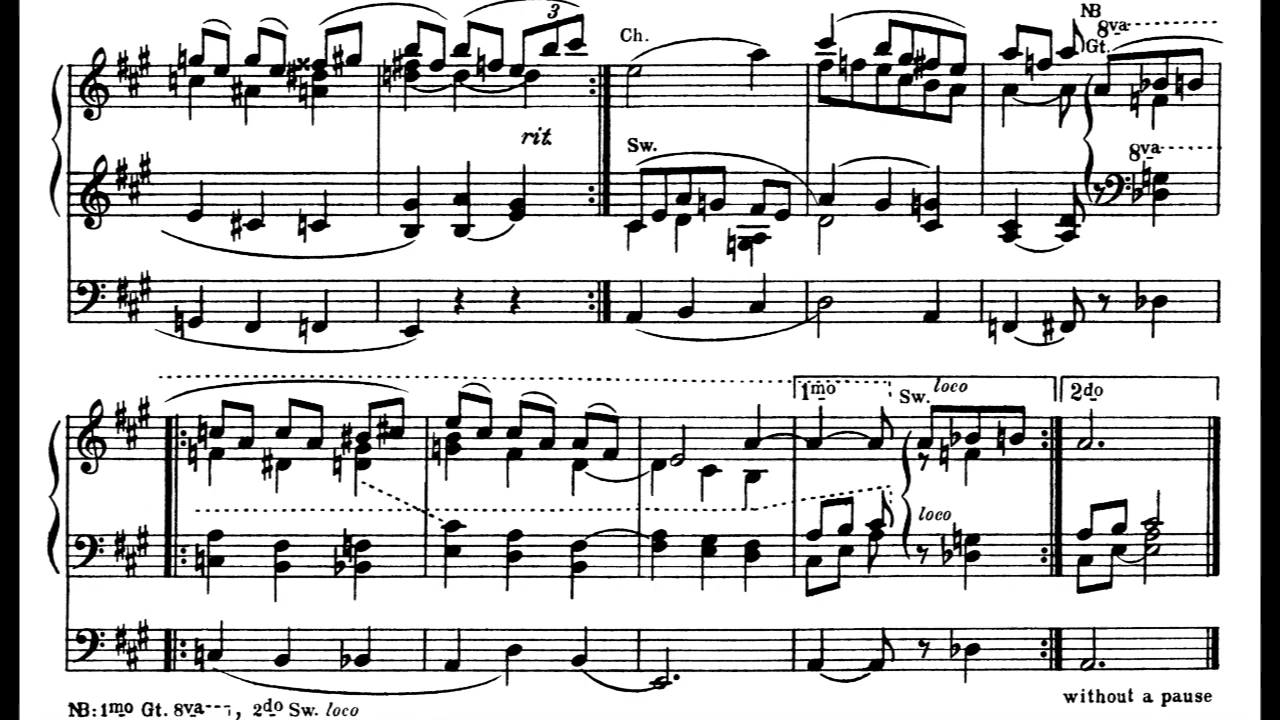 3
NB
8va
Ch.
Gt.
rit.
Sw.
8va
1mo
Sw. loco
2do
loco
without a pause
NB: 1mo Gt. 8va---┐, 2do Sw. loco